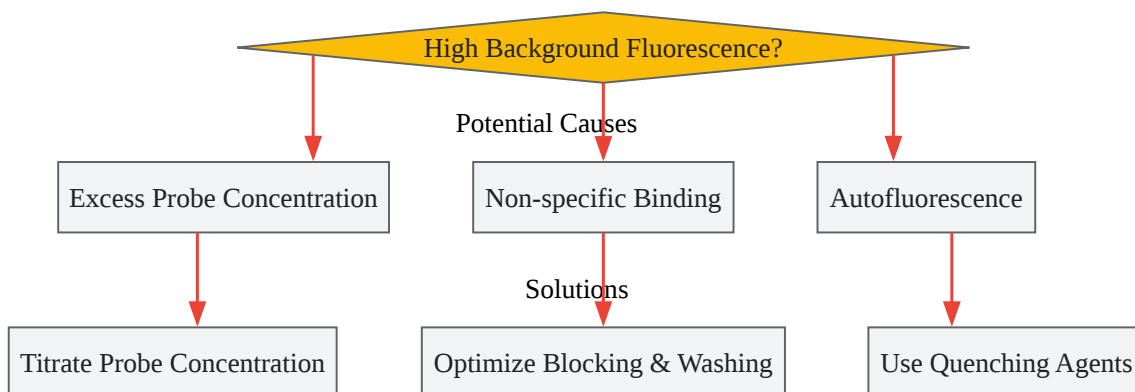 High Background Fluorescence?
Potential Causes
Excess Probe Concentration
Non-specific Binding
Autofluorescence
Solutions
Titrate Probe Concentration
Optimize Blocking & Washing
Use Quenching Agents